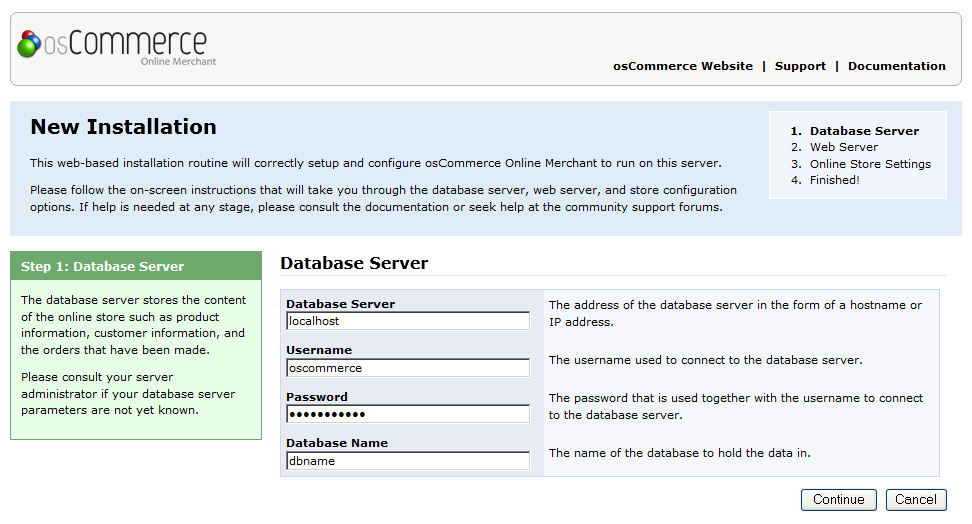 osCommerce
Online Merchant
osCommerce Website | Support | Documentation
New Installation
This web-based installation routine will correctly setup and configure osCommerce Online Merchant to run on this server.
Please follow the on-screen instructions that will take you through the database server, web server, and store configuration
options. If help is needed at any stage, please consult the documentation or seek help at the community support forums.
1. Database Server
2. Web Server
3. Online Store Settings
4. Finished!
Step 1: Database Server
The database server stores the content
of the online store such as product
information, customer information, and
the orders that have been made.
Please consult your server
administrator if your database server
parameters are not yet known.
Database Server
Database Server
localhost
The address of the database server in the form of a hostname or
IP address.
Username
oscommerce
The username used to connect to the database server.
Password
•••••••••••
The password that is used together with the username to connect
to the database server.
Database Name
dbname
The name of the database to hold the data in.
Continue Cancel